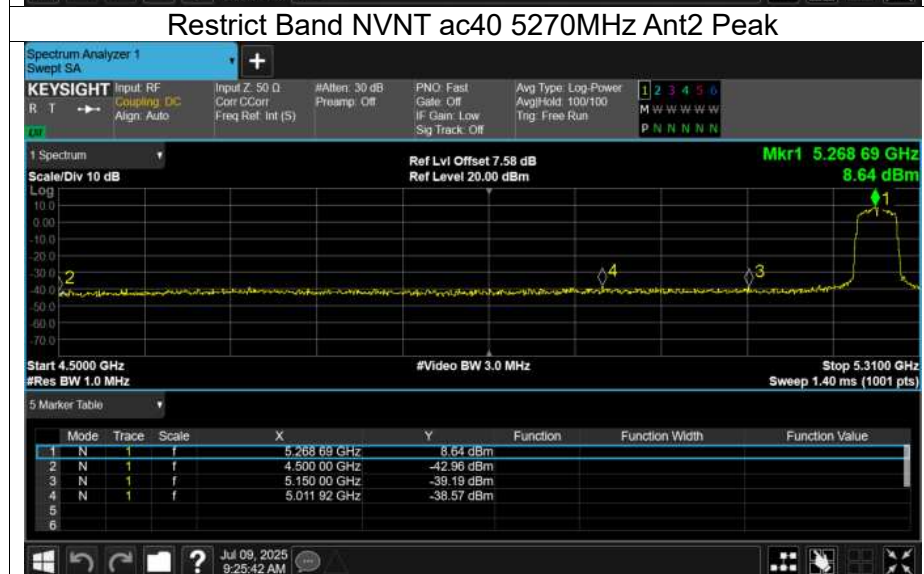 Restrict Band NVNT ac40 5270MHz Ant2 Peak
Spectrum Analyzer 1
Swept SA
+
KEYSIGHT Input: RF Input Z: 50 Ω #Atten: 30 dB PNO: Fast Avg Type: Log-Power 1 2 3 4 5 6
R T Coupling: DC Corr CCorr Preamp: Off Gate: Off Avg|Hold: 100/100 M W W W W W
Align: Auto Freq Ref: Int (S) IF Gain: Low Trig: Free Run
Sig Track: Off P N N N N N
1 Spectrum Ref Lvl Offset 7.58 dB Mkr1 5.268 69 GHz
Scale/Div 10 dB Ref Level 20.00 dBm 8.64 dBm
Log
10.0
0.00
-10.0
-20.0
-30.0
-40.0
-50.0
-60.0
-70.0
1
2
4
3
Start 4.5000 GHz #Video BW 3.0 MHz Stop 5.3100 GHz
#Res BW 1.0 MHz Sweep 1.40 ms (1001 pts)
5 Marker Table
Mode Trace Scale X Y Function Function Width Function Value
1 N 1 f 5.268 69 GHz 8.64 dBm
2 N 1 f 4.500 00 GHz -42.96 dBm
3 N 1 f 5.150 00 GHz -39.19 dBm
4 N 1 f 5.011 92 GHz -38.57 dBm
5
6
? Jul 09, 2025
9:25:42 AM